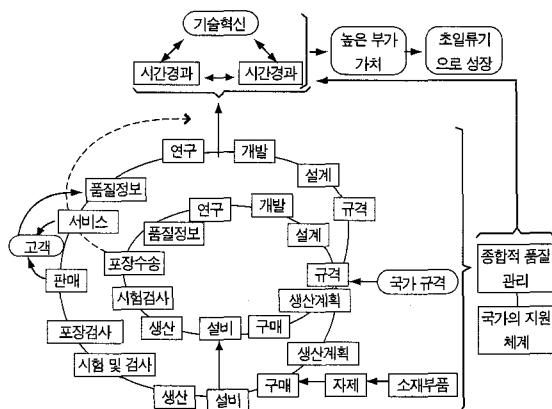 기술혁신
시간경과
시간경과
높은 부가
가치
초일류기
으로 성장
연구
개발
설계
규격
품질정보
서비스
고객
판매
포장검사
시험 및 검사
생산
설비
구매
생산계획
자제
소재부품
연구
개발
설계
규격
품질정보
포장수송
시험검사
생산
설비
구매
생산계획
국가 규격
종합적 품질
관리
국가의 지원
체계